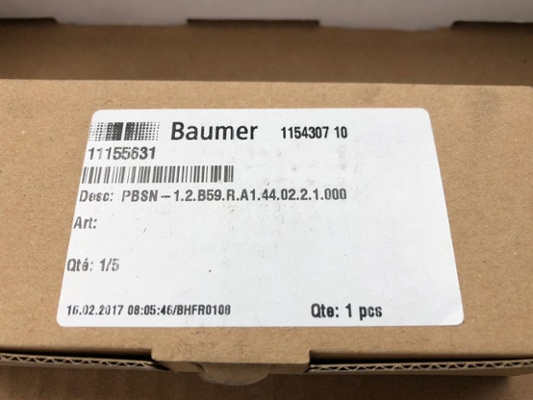 Baumer 1154307 10
11155631
Desc: PBSN-1.2.B59.R.A1.44.02.2.1.000
Art:
Qté: 1/5
16.02.2017 08:05:46/BHFR0108 Qte: 1 pcs